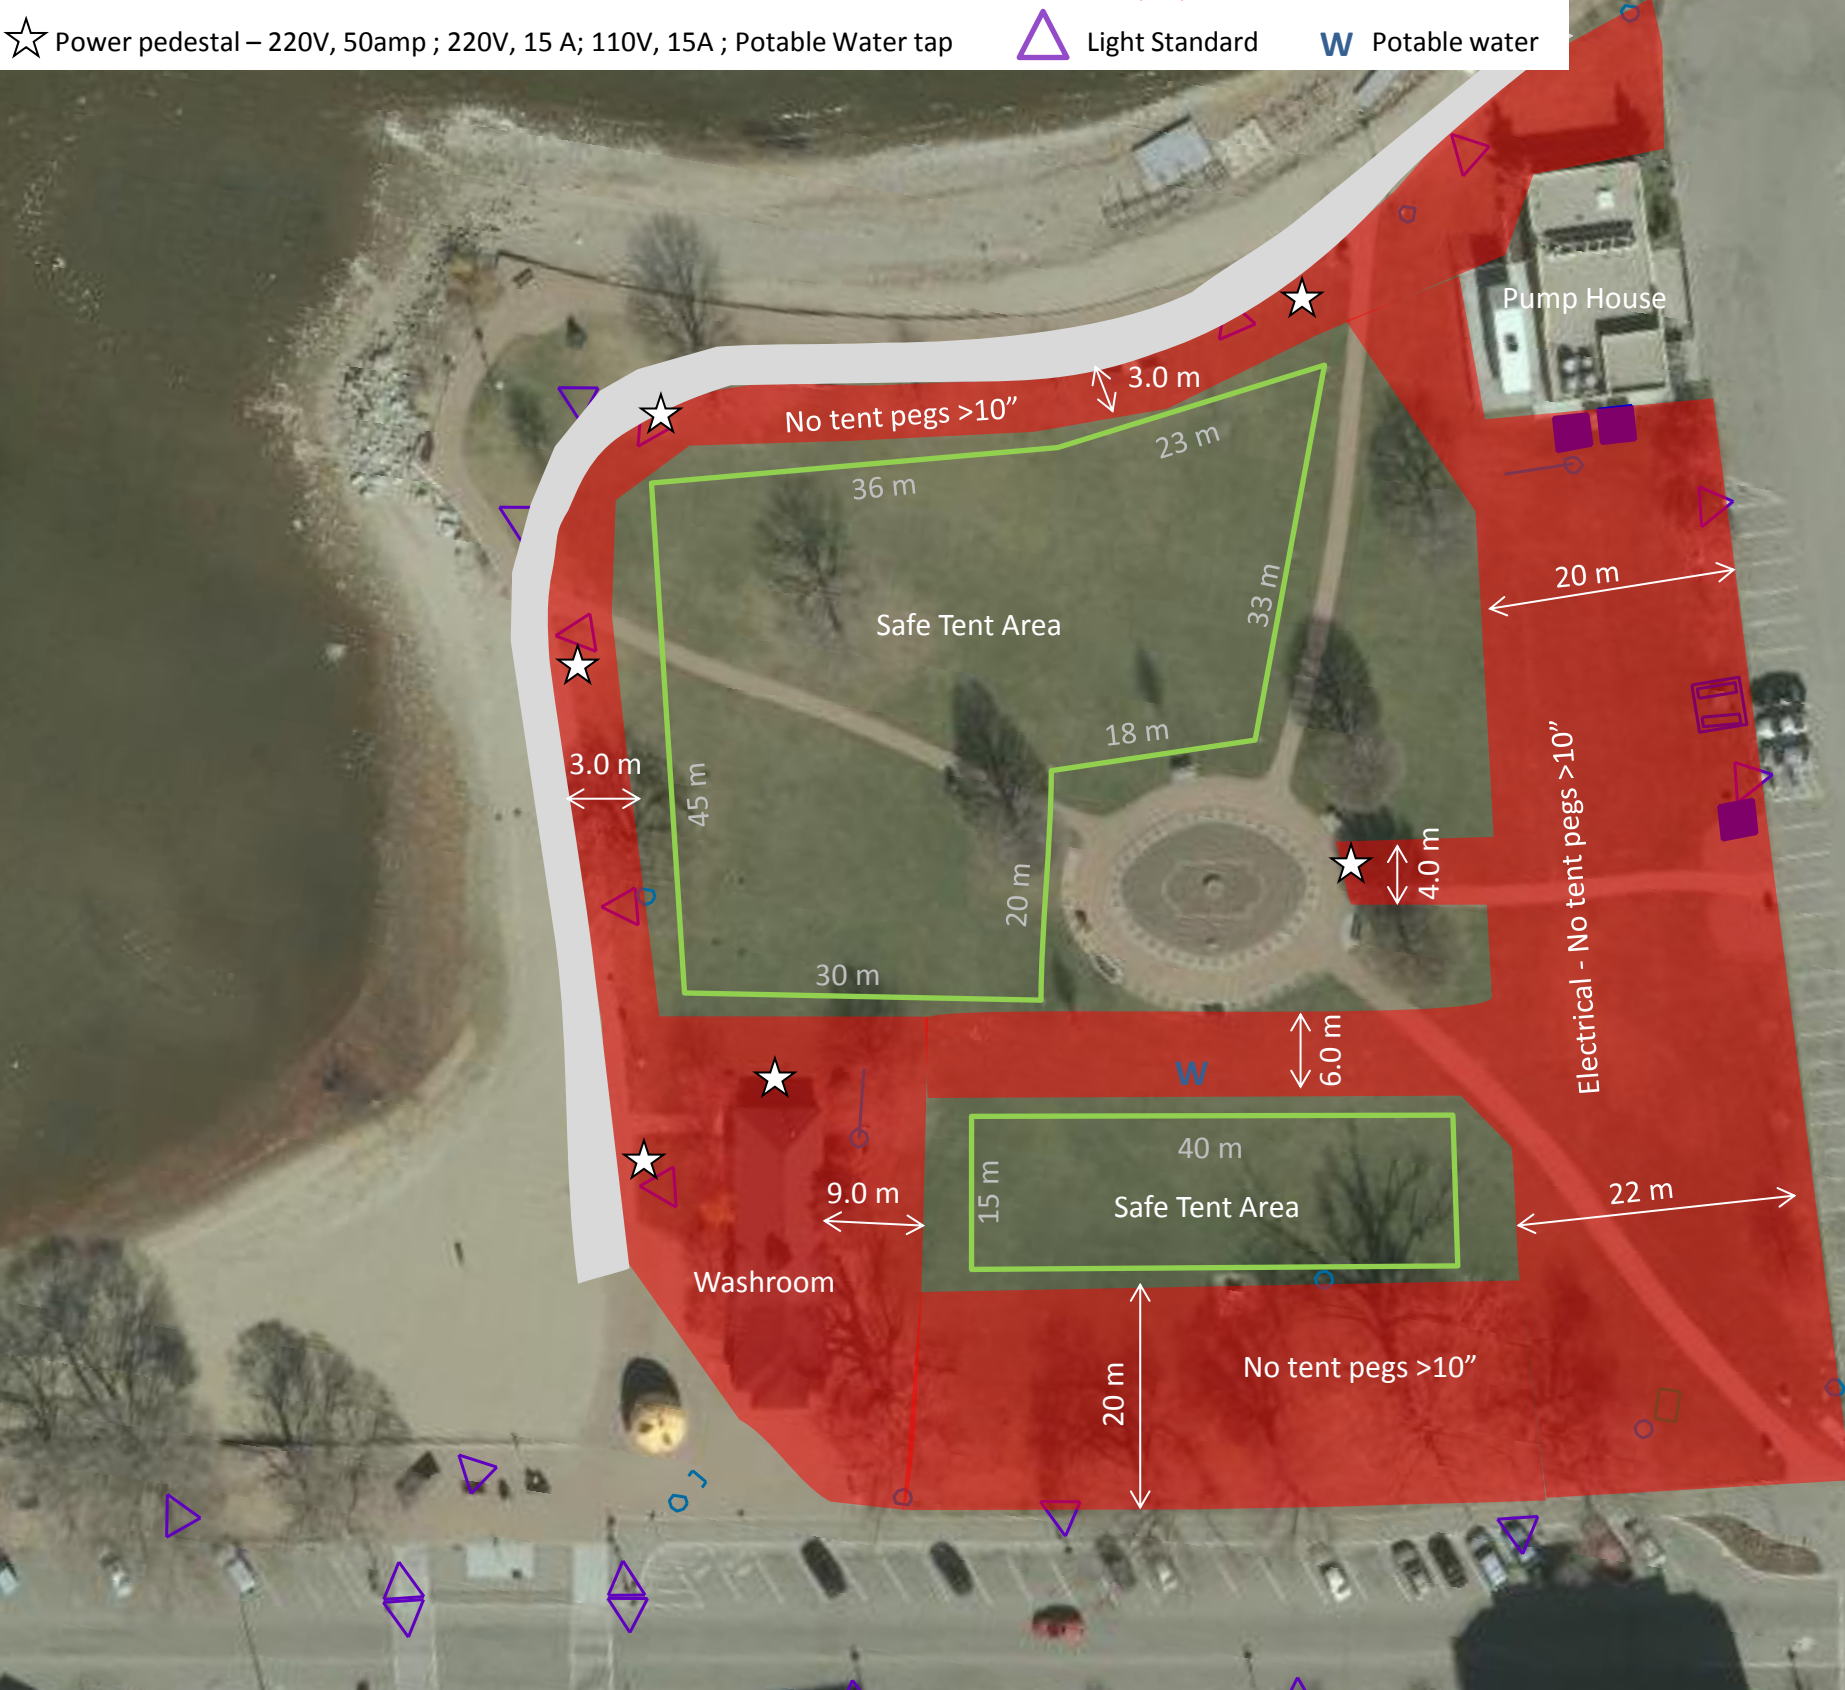 Power pedestal – 220V, 50amp ; 220V, 15 A; 110V, 15A ; Potable Water tap
Light Standard
W Potable water
Pump House
3.0 m
No tent pegs >10”
23 m
36 m
20 m
33 m
Safe Tent Area
18 m
3.0 m
45 m
Electrical - No tent pegs >10”
4.0 m
20 m
30 m
6.0 m
W
40 m
15 m
9.0 m
Safe Tent Area
22 m
Washroom
No tent pegs >10”
20 m